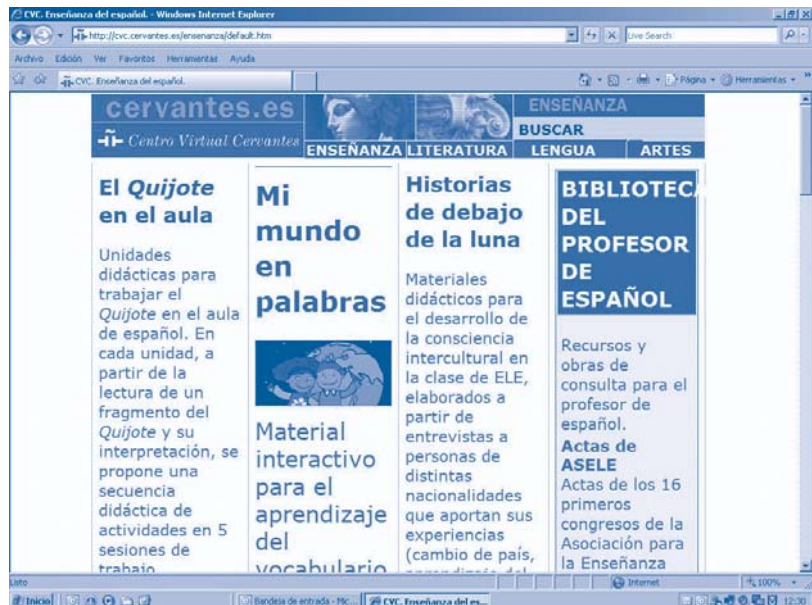 CVC. Enseñanza del español. - Windows Internet Explorer
http://cvc.cervantes.es/ensenanza/default.htm
Live Search
Archivo Edición Ver Favoritos Herramientas Ayuda
CVC. Enseñanza del español.
Página Herramientas
cervantes.es
Centro Virtual Cervantes
ENSEÑANZA
BUSCAR
ENSEÑANZA LITERATURA LENGUA ARTES
El Quijote
en el aula
Unidades
didácticas para
trabajar el
Quijote en el aula
de español. En
cada unidad, a
partir de la
lectura de un
fragmento del
Quijote y su
interpretación, se
propone una
secuencia
didáctica de
actividades en 5
sesiones de
trabajo
Mi
mundo
en
palabras
Material
interactivo
para el
aprendizaje
del
vocabulario
Historias
de debajo
de la luna
Materiales
didácticos para
el desarrollo de
la consciencia
intercultural en
la clase de ELE,
elaborados a
partir de
entrevistas a
personas de
distintas
nacionalidades
que aportan sus
experiencias
(cambio de país,
aprendizaje del
BIBLIOTECA
DEL
PROFESOR
DE
ESPAÑOL
Recursos y
obras de
consulta para el
profesor de
español.
Actas de
ASELE
Actas de los 16
primeros
congresos de la
Asociación para
la Enseñanza
Listo
Internet
100%
Inicio
Bandeja de entrada - Mic...
CVC. Enseñanza del es...
12:30